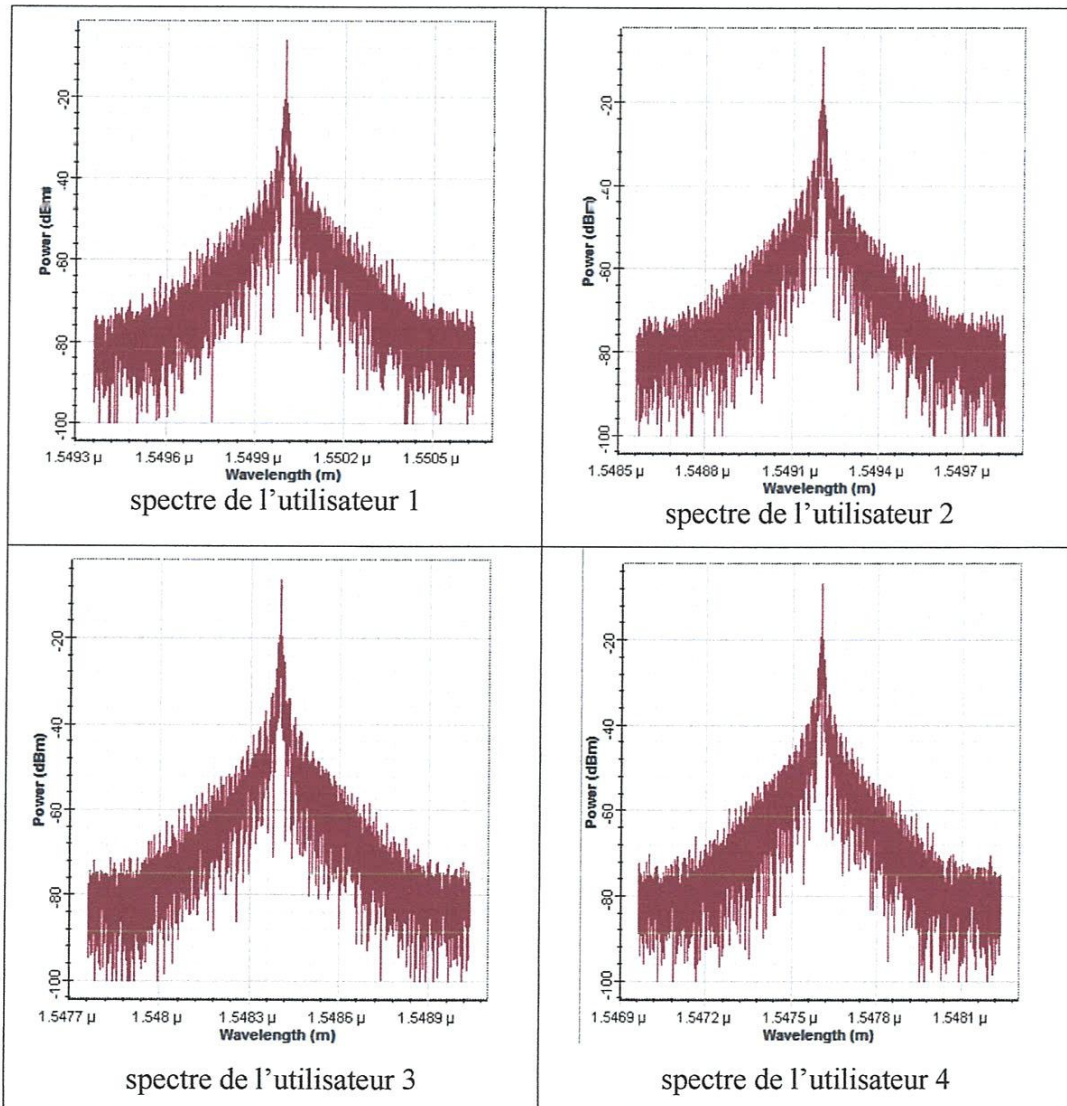 Power (dBm)
-20
-40
-60
-80
-100
1.5493 µ 1.5496 µ 1.5499 µ 1.5502 µ 1.5505 µ
Wavelength (m)
spectre de l'utilisateur 1
Power (dBm)
-20
-40
-60
-80
-100
1.5485 µ 1.5488 µ 1.5491 µ 1.5494 µ 1.5497 µ
Wavelength (m)
spectre de l'utilisateur 2
Power (dBm)
-20
-40
-60
-80
-100
1.5477 µ 1.548 µ 1.5483 µ 1.5486 µ 1.5489 µ
Wavelength (m)
spectre de l'utilisateur 3
Power (dBm)
-20
-40
-60
-80
-100
1.5469 µ 1.5472 µ 1.5475 µ 1.5478 µ 1.5481 µ
Wavelength (m)
spectre de l'utilisateur 4